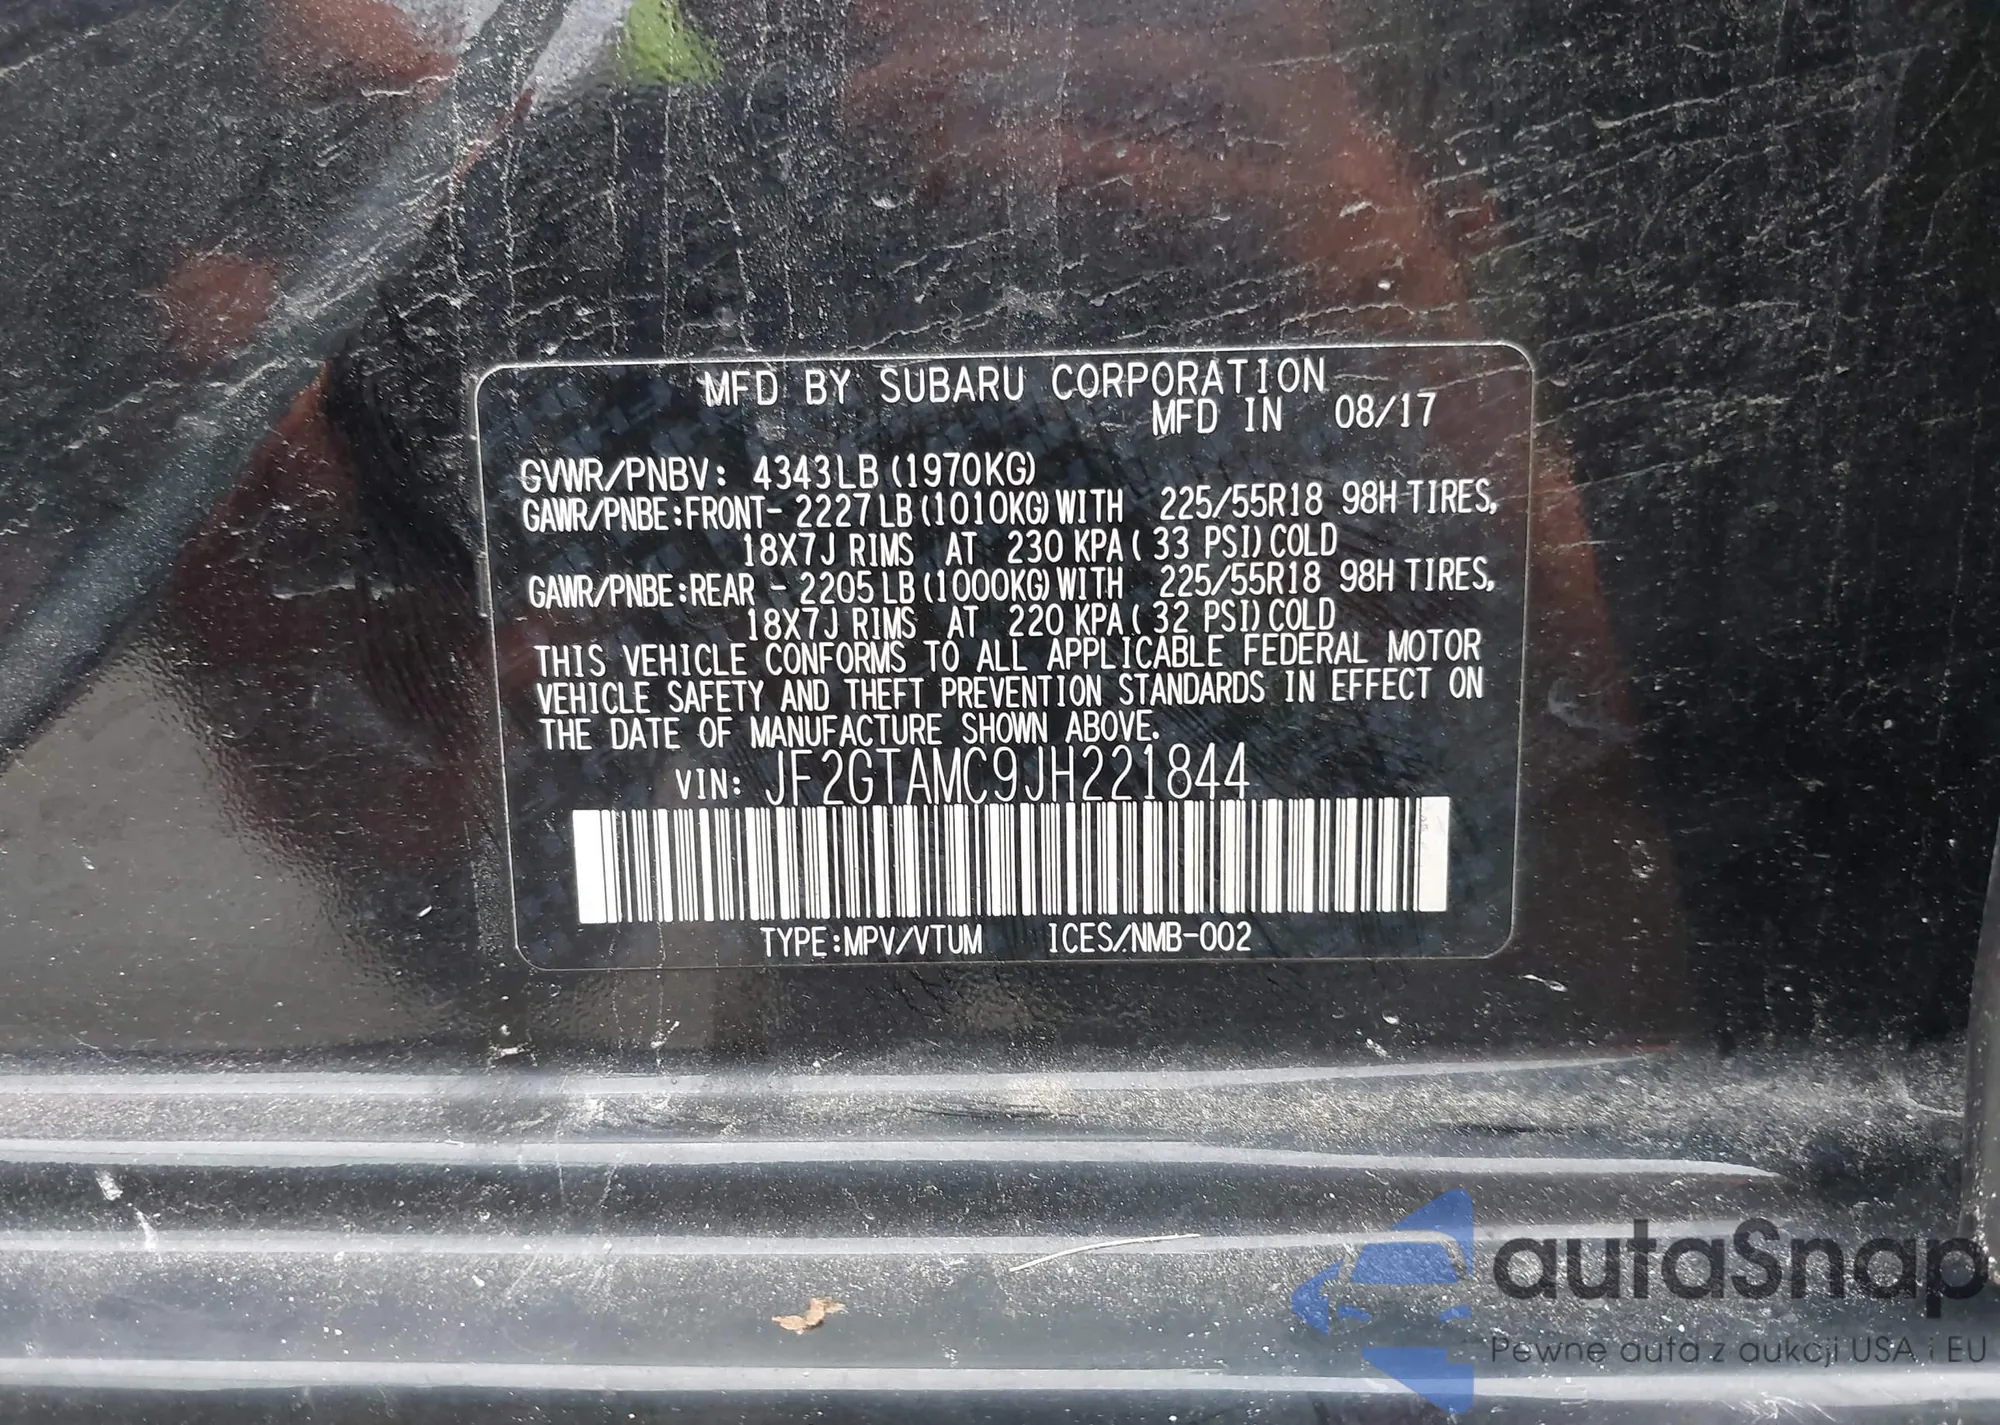 MFD BY SUBARU CORPORATION
MFD IN 08/17
GVWR/PNBV: 4343LB (1970KG)
GAWR/PNBE:FRONT- 2227LB (1010KG) WITH 225/55R18 98H TIRES,
18X7J RIMS AT 230 KPA ( 33 PSI) COLD
GAWR/PNBE:REAR - 2205LB (1000KG) WITH 225/55R18 98H TIRES,
18X7J RIMS AT 220 KPA ( 32 PSI) COLD
THIS VEHICLE CONFORMS TO ALL APPLICABLE FEDERAL MOTOR
VEHICLE SAFETY AND THEFT PREVENTION STANDARDS IN EFFECT ON
THE DATE OF MANUFACTURE SHOWN ABOVE.
VIN: JF2GTAMC9JH221844
TYPE:MPV/VTUM ICES/NMB-002
autaSnap
Pewne auta z aukcji USA i EU